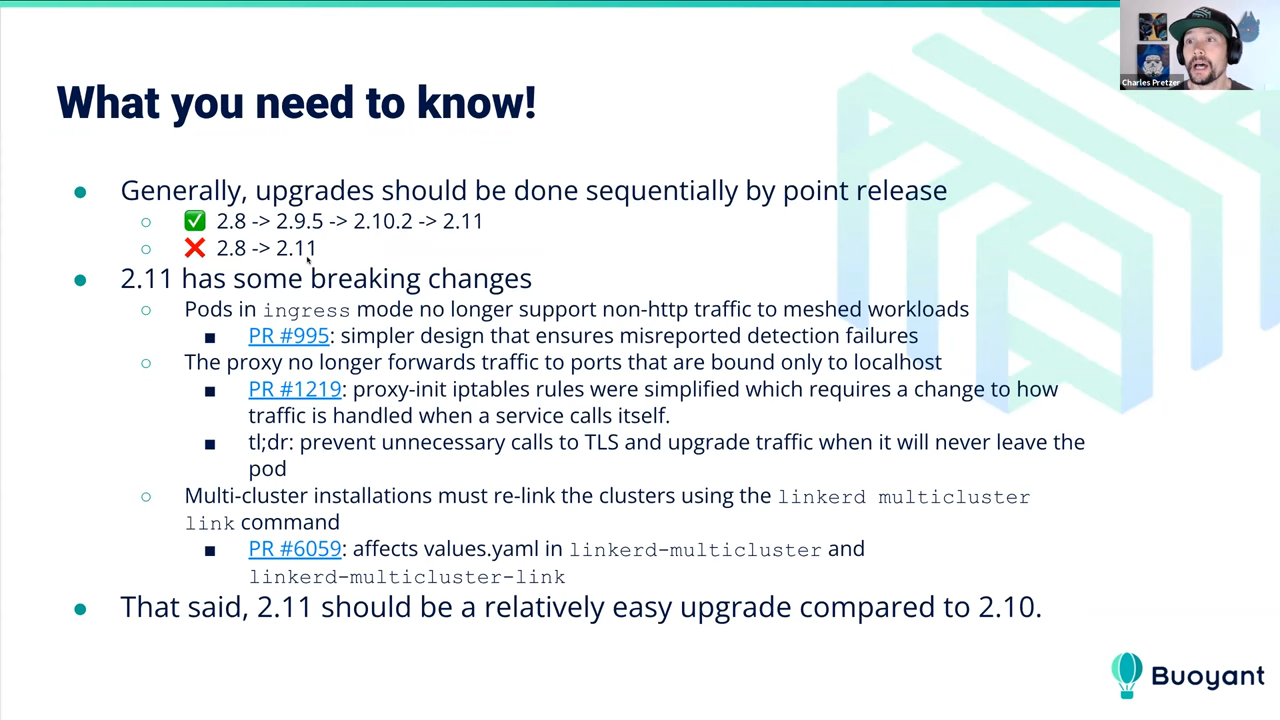 Charles Pretzer
What you need to know!
● Generally, upgrades should be done sequentially by point release
○ ✅ 2.8 -> 2.9.5 -> 2.10.2 -> 2.11
○ ❌ 2.8 -> 2.11
● 2.11 has some breaking changes
○ Pods in ingress mode no longer support non-http traffic to meshed workloads
■ PR #995: simpler design that ensures misreported detection failures
○ The proxy no longer forwards traffic to ports that are bound only to localhost
■ PR #1219: proxy-init iptables rules were simplified which requires a change to how
traffic is handled when a service calls itself.
■ tl;dr: prevent unnecessary calls to TLS and upgrade traffic when it will never leave the
pod
○ Multi-cluster installations must re-link the clusters using the linkerd multicluster
link command
■ PR #6059: affects values.yaml in linkerd-multicluster and
linkerd-multicluster-link
● That said, 2.11 should be a relatively easy upgrade compared to 2.10.
Buoyant